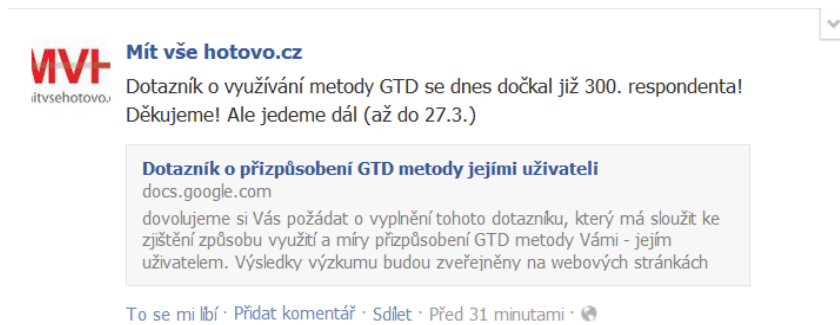 Mít vše hotovo.cz
MVH
itvsehotovo.
Dotazník o využívání metody GTD se dnes dočkal již 300. respondenta!
Děkujeme! Ale jedeme dál (až do 27.3.)
Dotazník o přizpůsobení GTD metody jejími uživateli
docs.google.com
dovolujeme si Vás požádat o vyplnění tohoto dotazníku, který má sloužit ke
zjištění způsobu využití a míry přizpůsobení GTD metody Vámi - jejím
uživatelem. Výsledky výzkumu budou zveřejněny na webových stránkách
To se mi líbí · Přidat komentář · Sdílet · Před 31 minutami ·